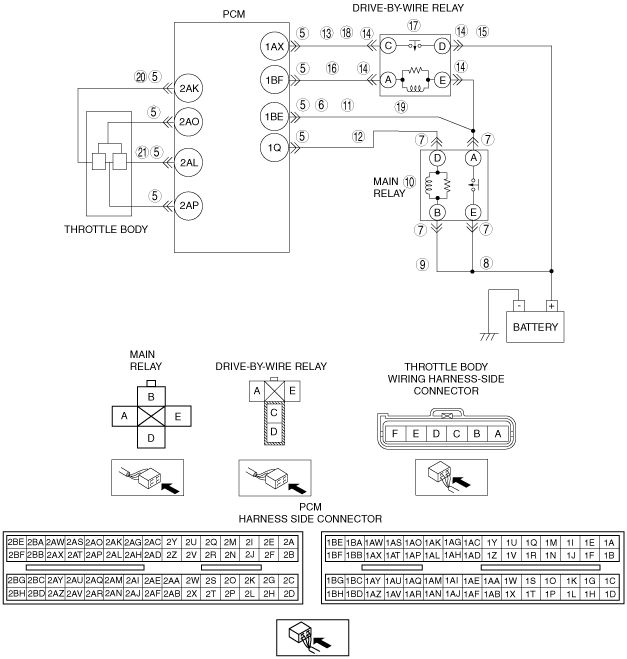 DRIVE-BY-WIRE RELAY
PCM
17
5 13 18 14 14 15
1AX C D
5 16 14 14
1BF A E
20 5
2AK
5 6 11 19
1BE
5
2AO
5 12 7 7
1Q
D A
21 5
2AL
MAIN
RELAY
10
5
2AP
B E
THROTTLE BODY
7 7
9 8
- +
BATTERY
MAIN
RELAY
DRIVE-BY-WIRE RELAY
THROTTLE BODY
WIRING HARNESS-SIDE
CONNECTOR
B
A E
D
A E
C
D
F E D C B A
PCM
HARNESS SIDE CONNECTOR
2BE 2BA 2AW 2AS 2AO 2AK 2AG 2AC 2Y 2U 2Q 2M 2I 2E 2A
2BF 2BB 2AX 2AT 2AP 2AL 2AH 2AD 2Z 2V 2R 2N 2J 2F 2B
2BG 2BC 2AY 2AU 2AQ 2AM 2AI 2AE 2AA 2W 2S 2O 2K 2G 2C
2BH 2BD 2AZ 2AV 2AR 2AN 2AJ 2AF 2AB 2X 2T 2P 2L 2H 2D
1BE 1BA 1AW 1AS 1AO 1AK 1AG 1AC 1Y 1U 1Q 1M 1I 1E 1A
1BF 1BB 1AX 1AT 1AP 1AL 1AH 1AD 1Z 1V 1R 1N 1J 1F 1B
1BG 1BC 1AY 1AU 1AQ 1AM 1AI 1AE 1AA 1W 1S 1O 1K 1G 1C
1BH 1BD 1AZ 1AV 1AR 1AN 1AJ 1AF 1AB 1X 1T 1P 1L 1H 1D